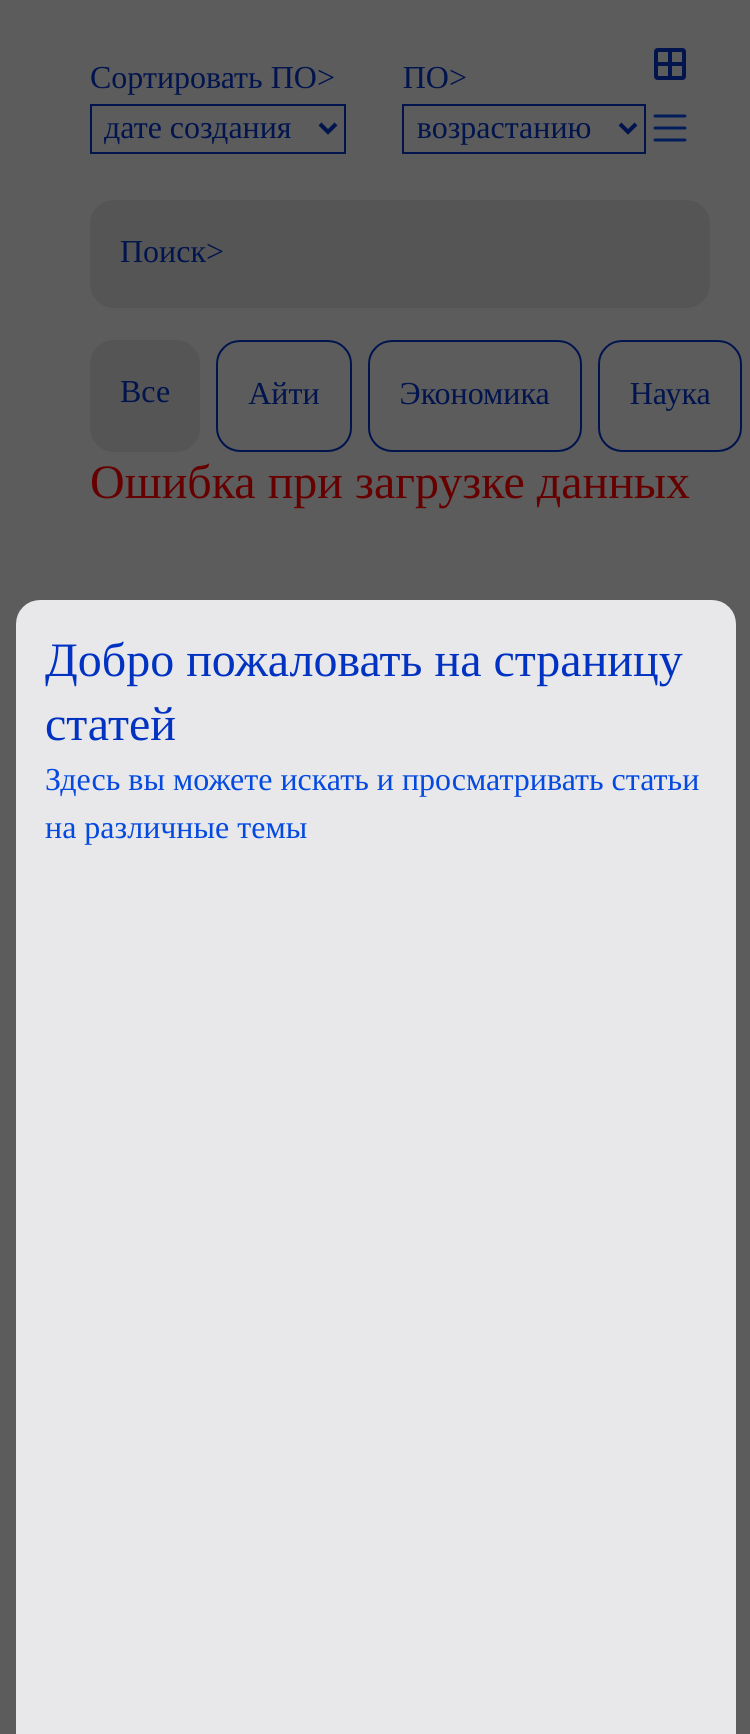 Сортировать ПО> ПО>
дате создания возрастанию
Поиск>
Все Айти Экономика Наука
Ошибка при загрузке данных
Добро пожаловать на страницу
статей
Здесь вы можете искать и просматривать статьи
на различные темы